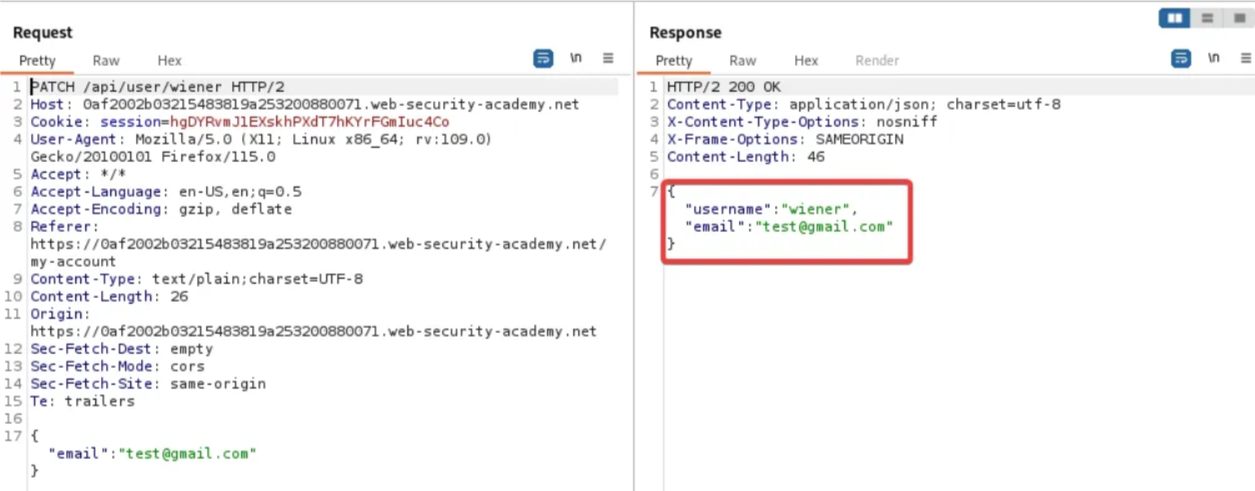 Request
Pretty Raw Hex \n
1 PATCH /api/user/wiener HTTP/2
2 Host: 0af2002b03215483819a253200880071.web-security-academy.net
3 Cookie: session=hgDYRvmJlEXskhPXdT7hKYrFGmIuc4Co
4 User-Agent: Mozilla/5.0 (X11; Linux x86_64; rv:109.0)
Gecko/20100101 Firefox/115.0
5 Accept: */*
6 Accept-Language: en-US,en;q=0.5
7 Accept-Encoding: gzip, deflate
8 Referer:
https://0af2002b03215483819a253200880071.web-security-academy.net/
my-account
9 Content-Type: text/plain;charset=UTF-8
10 Content-Length: 26
11 Origin:
https://0af2002b03215483819a253200880071.web-security-academy.net
12 Sec-Fetch-Dest: empty
13 Sec-Fetch-Mode: cors
14 Sec-Fetch-Site: same-origin
15 Te: trailers
16
17 {
"email":"test@gmail.com"
}
Response
Pretty Raw Hex Render \n
1 HTTP/2 200 OK
2 Content-Type: application/json; charset=utf-8
3 X-Content-Type-Options: nosniff
4 X-Frame-Options: SAMEORIGIN
5 Content-Length: 46
6
7 {
"username":"wiener",
"email":"test@gmail.com"
}